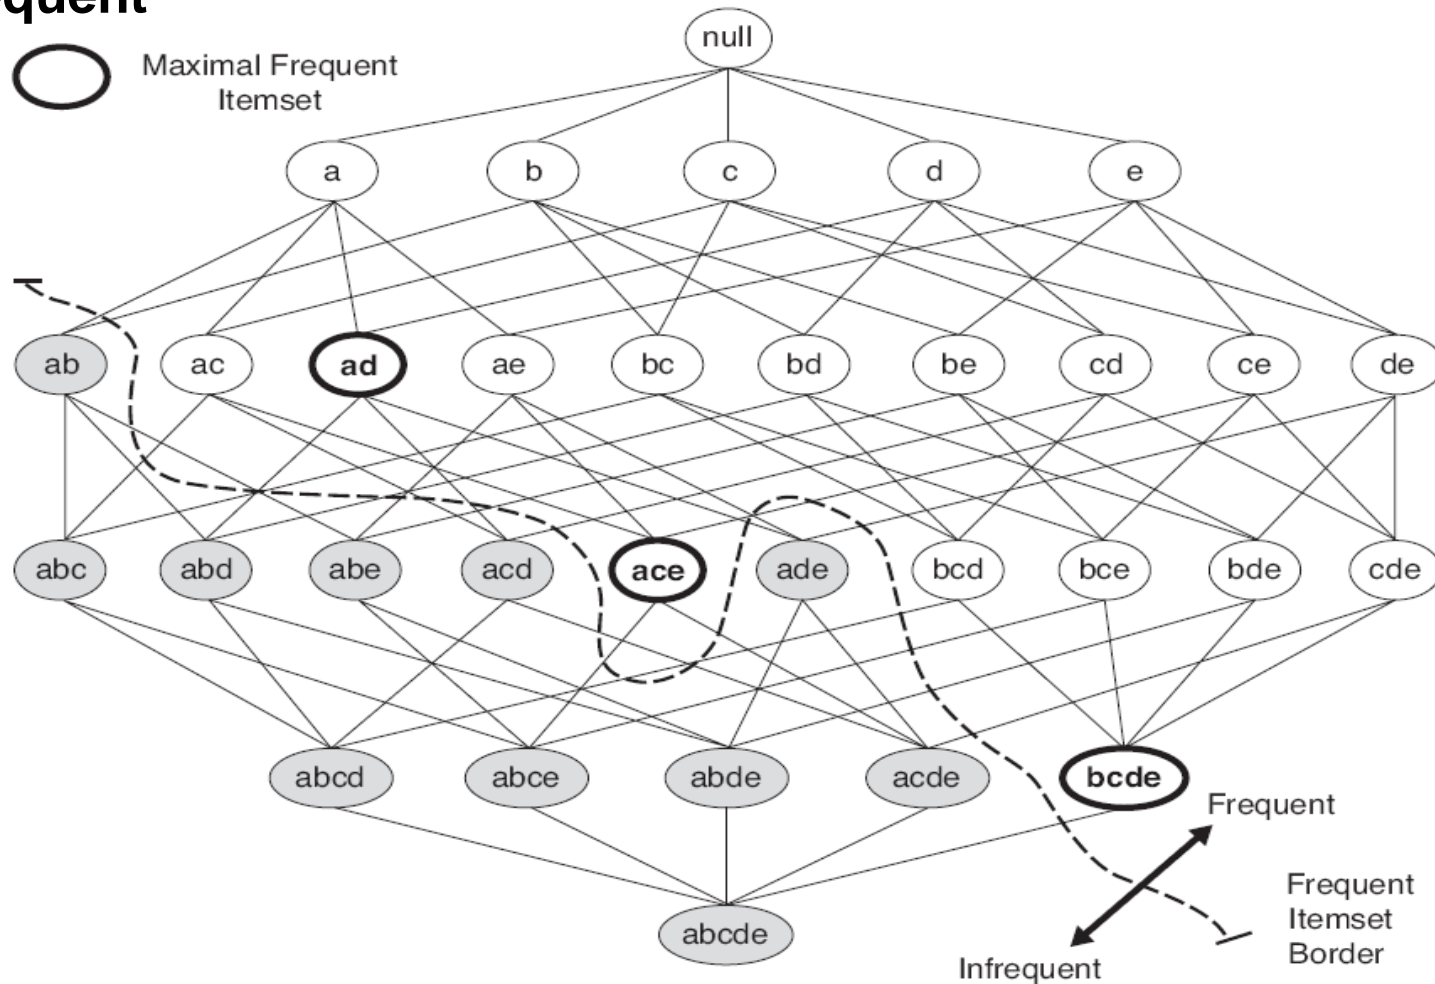 quent
Maximal Frequent
Itemset
null
a b c d e
ab ac ad ae bc bd be cd ce de
abc abd abe acd ace ade bcd bce bde cde
abcd abce abde acde bcde
Frequent
Frequent
Itemset
Border
abcde
Infrequent